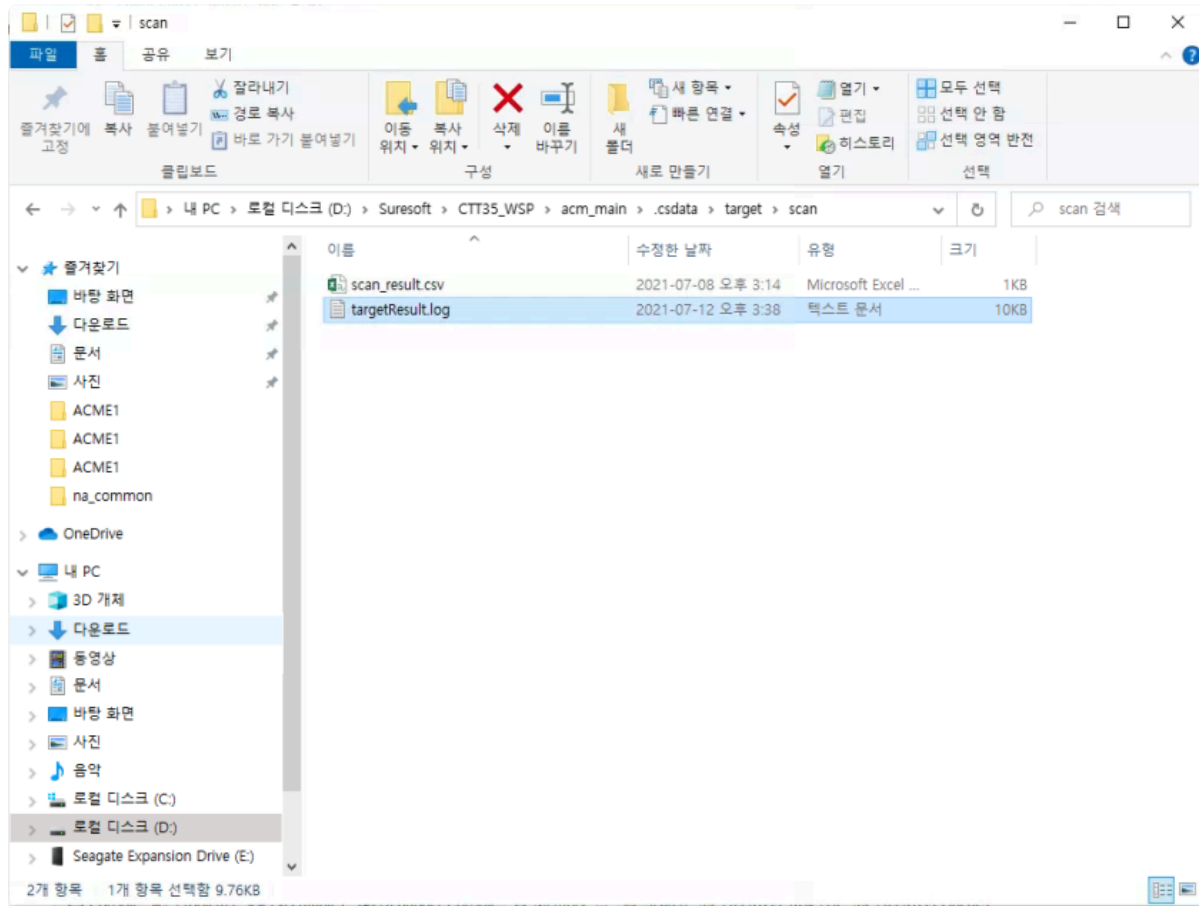 scan
파일 홈 공유 보기
즐겨찾기에 고정
복사
붙여넣기
잘라내기
경로 복사
바로 가기 붙여넣기
클립보드
이동 위치
복사 위치
삭제
이름 바꾸기
구성
새 폴더
새 항목
빠른 연결
새로 만들기
속성
열기
편집
히스토리
열기
모두 선택
선택 안 함
선택 영역 반전
선택
내 PC > 로컬 디스크 (D:) > Suresoft > CTT35_WSP > acm_main > .csdata > target > scan
scan 검색
이름 수정한 날짜 유형 크기
scan_result.csv 2021-07-08 오후 3:14 Microsoft Excel ... 1KB
targetResult.log 2021-07-12 오후 3:38 텍스트 문서 10KB
즐겨찾기
바탕 화면
다운로드
문서
사진
ACME1
ACME1
ACME1
na_common
OneDrive
내 PC
3D 개체
다운로드
동영상
문서
바탕 화면
사진
음악
로컬 디스크 (C:)
로컬 디스크 (D:)
Seagate Expansion Drive (E:)
2개 항목 1개 항목 선택함 9.76KB